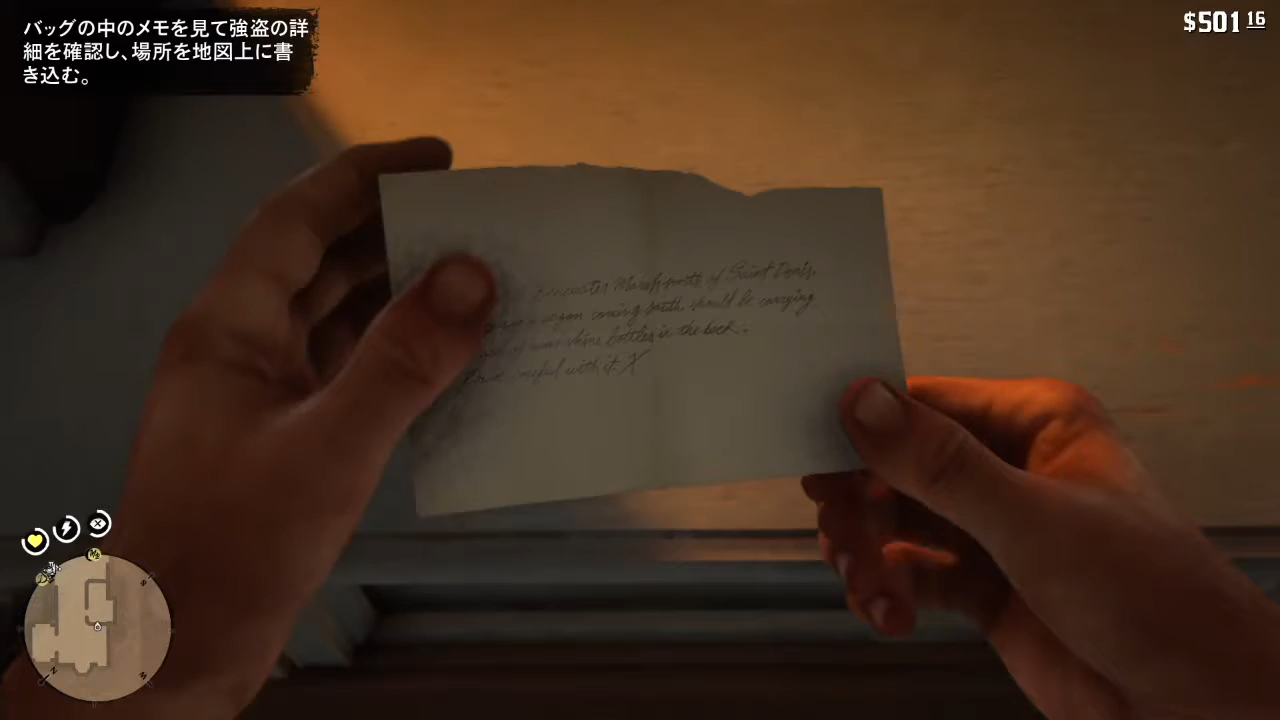 バッグの中のメモを見て強盗の詳
細を確認し、場所を地図上に書
き込む。
$501 16
Marsh north of Saint Denis,
wagon coming south, should be carrying
of moonshine bottles in the back.
careful with it. X